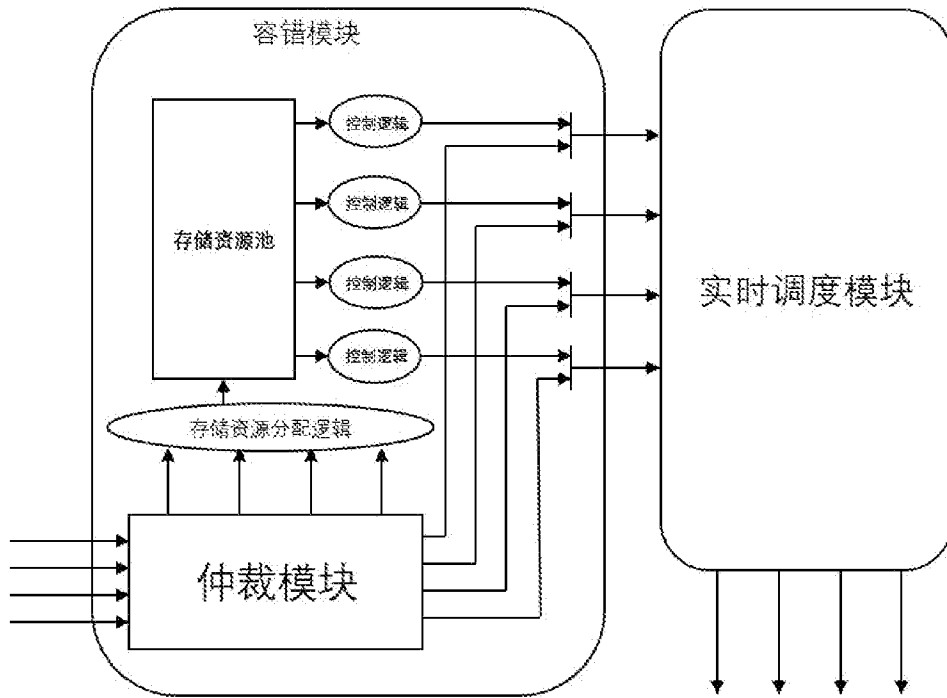 容错模块
控制逻辑
控制逻辑
存储资源池
控制逻辑
控制逻辑
存储资源分配逻辑
仲裁模块
实时调度模块